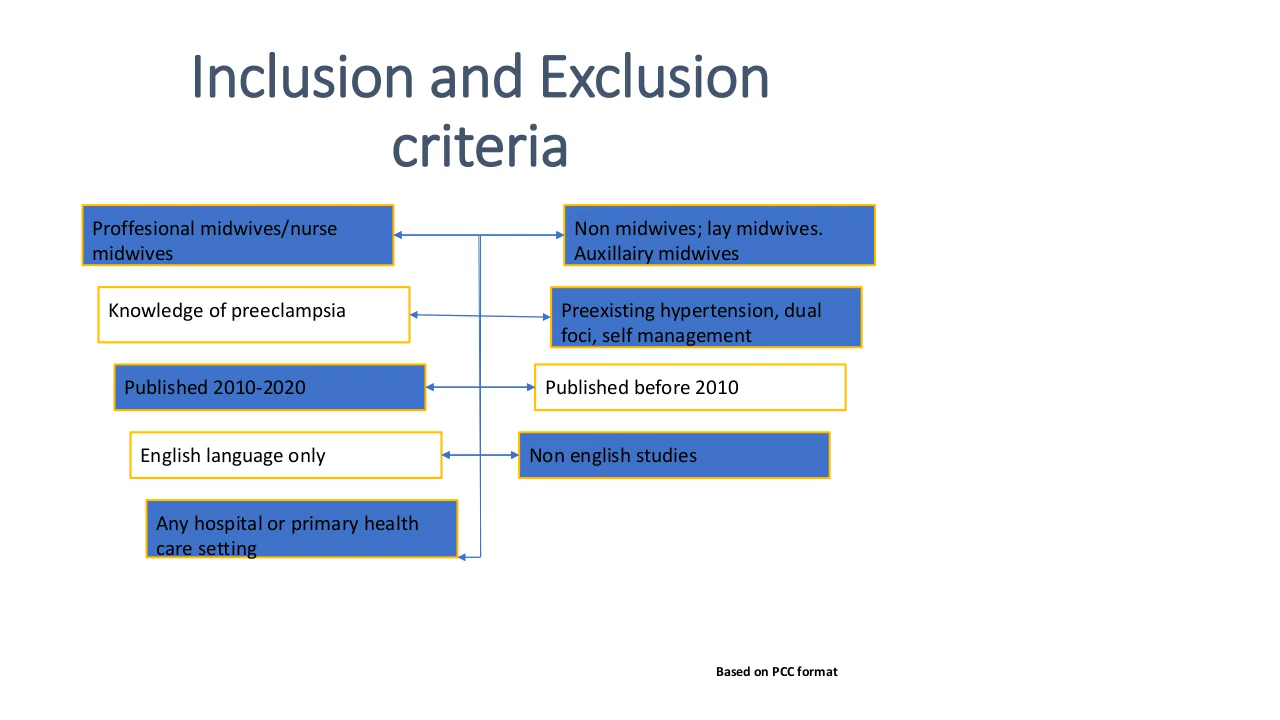 Inclusion and Exclusion
criteria
Proffesional midwives/nurse
midwives
Non midwives; lay midwives.
Auxillairy midwives
Knowledge of preeclampsia
Preexisting hypertension, dual
foci, self management
Published 2010-2020
Published before 2010
English language only
Non english studies
Any hospital or primary health
care setting
Based on PCC format